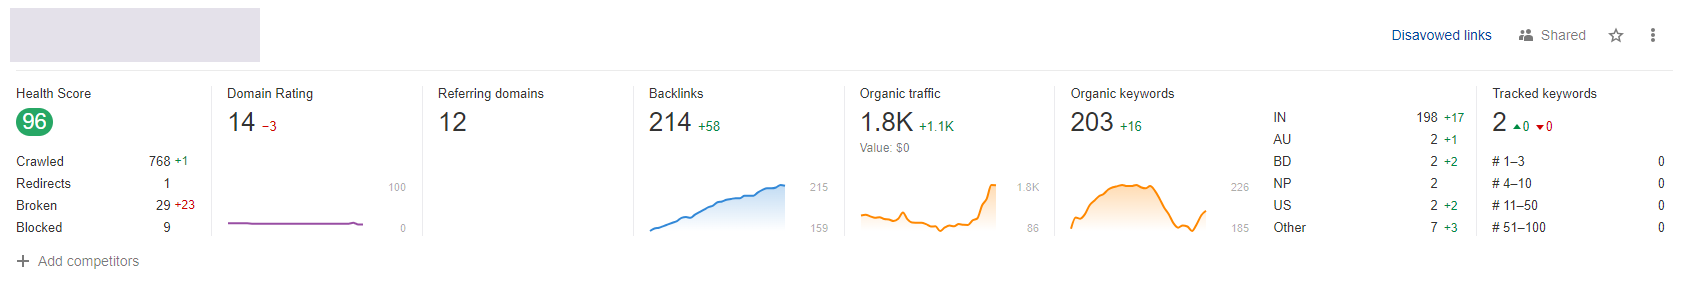 Disavowed links Shared
Health Score
96
Crawled 768 +1
Redirects 1
Broken 29 +23
Blocked 9
Domain Rating
14 −3
100
0
Referring domains
12
Backlinks
214 +58
215
159
Organic traffic
1.8K +1.1K
Value: $0
1.8K
86
Organic keywords
203 +16
226
185
IN 198 +17
AU 2 +1
BD 2 +2
NP 2
US 2 +2
Other 7 +3
Tracked keywords
2 0 0
# 1–3 0
# 4–10 0
# 11–50 0
# 51–100 0
+ Add competitors